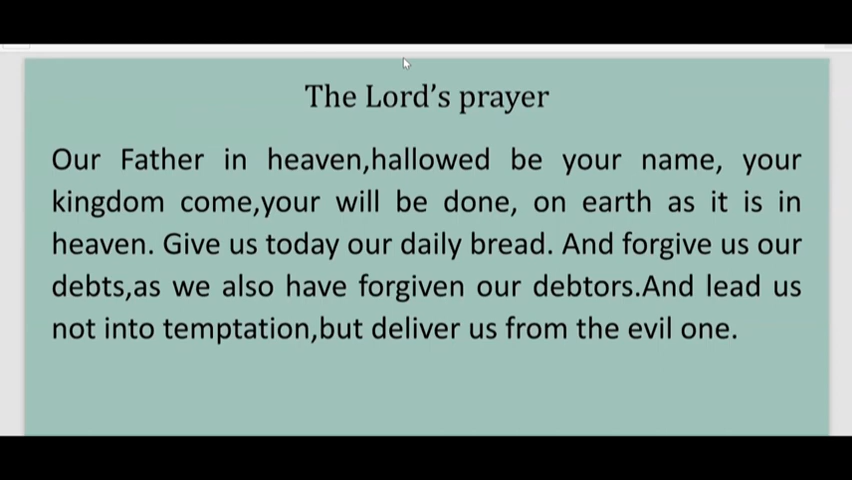 The Lord’s prayer
Our Father in heaven,hallowed be your name, your
kingdom come,your will be done, on earth as it is in
heaven. Give us today our daily bread. And forgive us our
debts,as we also have forgiven our debtors.And lead us
not into temptation,but deliver us from the evil one.